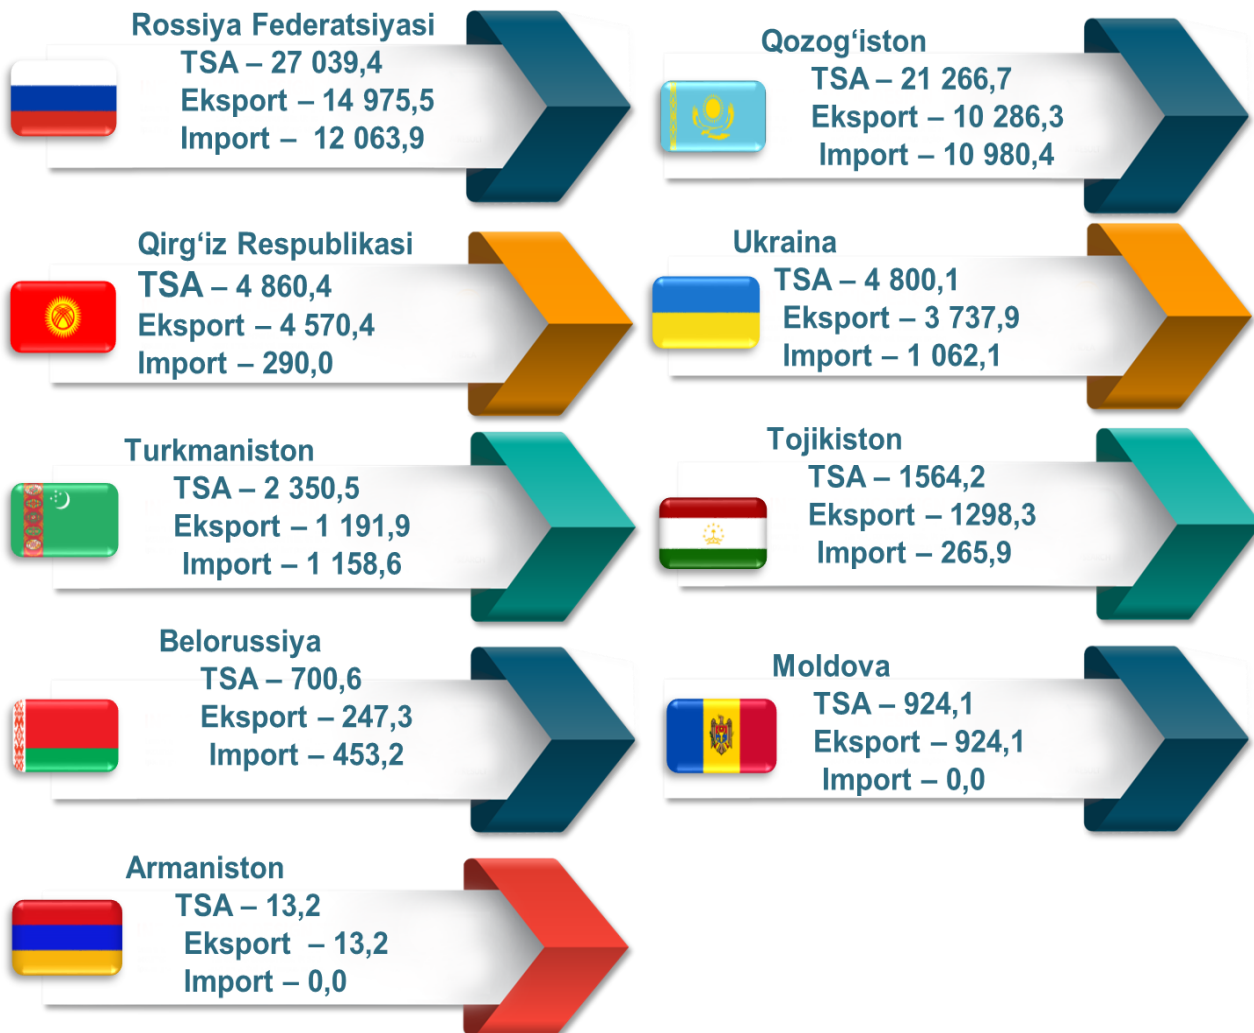 Rossiya Federatsiyasi
TSA – 27 039,4
Eksport – 14 975,5
Import – 12 063,9
Qozog‘iston
TSA – 21 266,7
Eksport – 10 286,3
Import – 10 980,4
Qirg‘iz Respublikasi
TSA – 4 860,4
Eksport – 4 570,4
Import – 290,0
Ukraina
TSA – 4 800,1
Eksport – 3 737,9
Import – 1 062,1
Turkmaniston
TSA – 2 350,5
Eksport – 1 191,9
Import – 1 158,6
Tojikiston
TSA – 1564,2
Eksport – 1298,3
Import – 265,9
Belorussiya
TSA – 700,6
Eksport – 247,3
Import – 453,2
Moldova
TSA – 924,1
Eksport – 924,1
Import – 0,0
Armaniston
TSA – 13,2
Eksport – 13,2
Import – 0,0